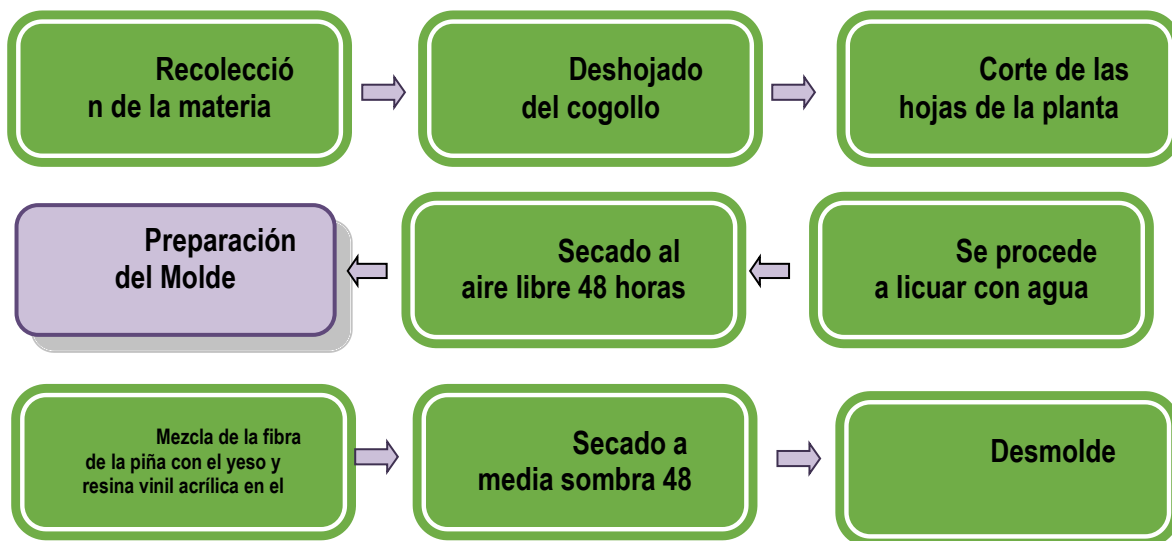 Recolecció
n de la materia
Deshojado
del cogollo
Corte de las
hojas de la planta
Se procede
a licuar con agua
Secado al
aire libre 48 horas
Preparación
del Molde
Mezcla de la fibra
de la piña con el yeso y
resina vinil acrílica en el
Secado a
media sombra 48
Desmolde